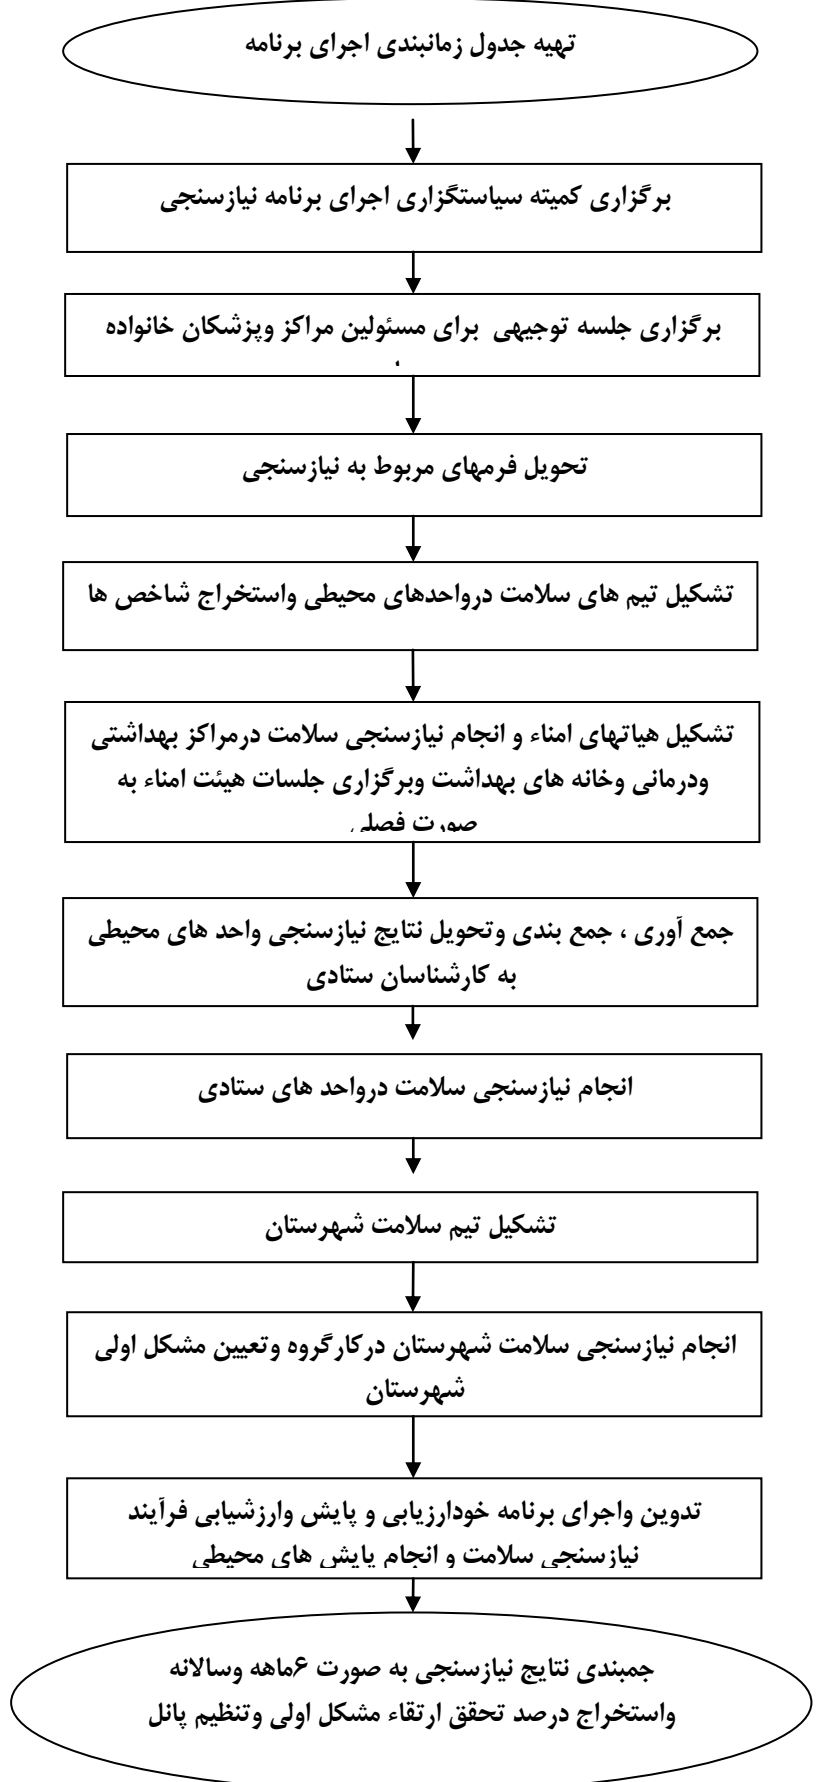 تهیه جدول زمانبندی اجرای برنامه
برگزاری کمیته سیاستگزاری اجرای برنامه نیازسنجی
برگزاری جلسه توجیهی برای مسئولین مراکز وپزشکان خانواده
تحویل فرمهای مربوط به نیازسنجی
تشکیل تیم های سلامت درواحدهای محیطی واستخراج شاخص ها
تشکیل هیاتهای امناء و انجام نیازسنجی سلامت درمراکز بهداشتی
ودرمانی وخانه های بهداشت وبرگزاری جلسات هیئت امناء به
صورت فصلی
جمع آوری ، جمع بندی وتحویل نتایج نیازسنجی واحد های محیطی
به کارشناسان ستادی
انجام نیازسنجی سلامت درواحد های ستادی
تشکیل تیم سلامت شهرستان
انجام نیازسنجی سلامت شهرستان درکارگروه وتعیین مشکل اولی
شهرستان
تدوین واجرای برنامه خودارزیابی و پایش وارزشیابی فرآیند
نیازسنجی سلامت و انجام پایش های محیطی
جمبندی نتایج نیازسنجی به صورت ۶ماهه وسالانه
واستخراج درصد تحقق ارتقاء مشکل اولی وتنظیم پانل